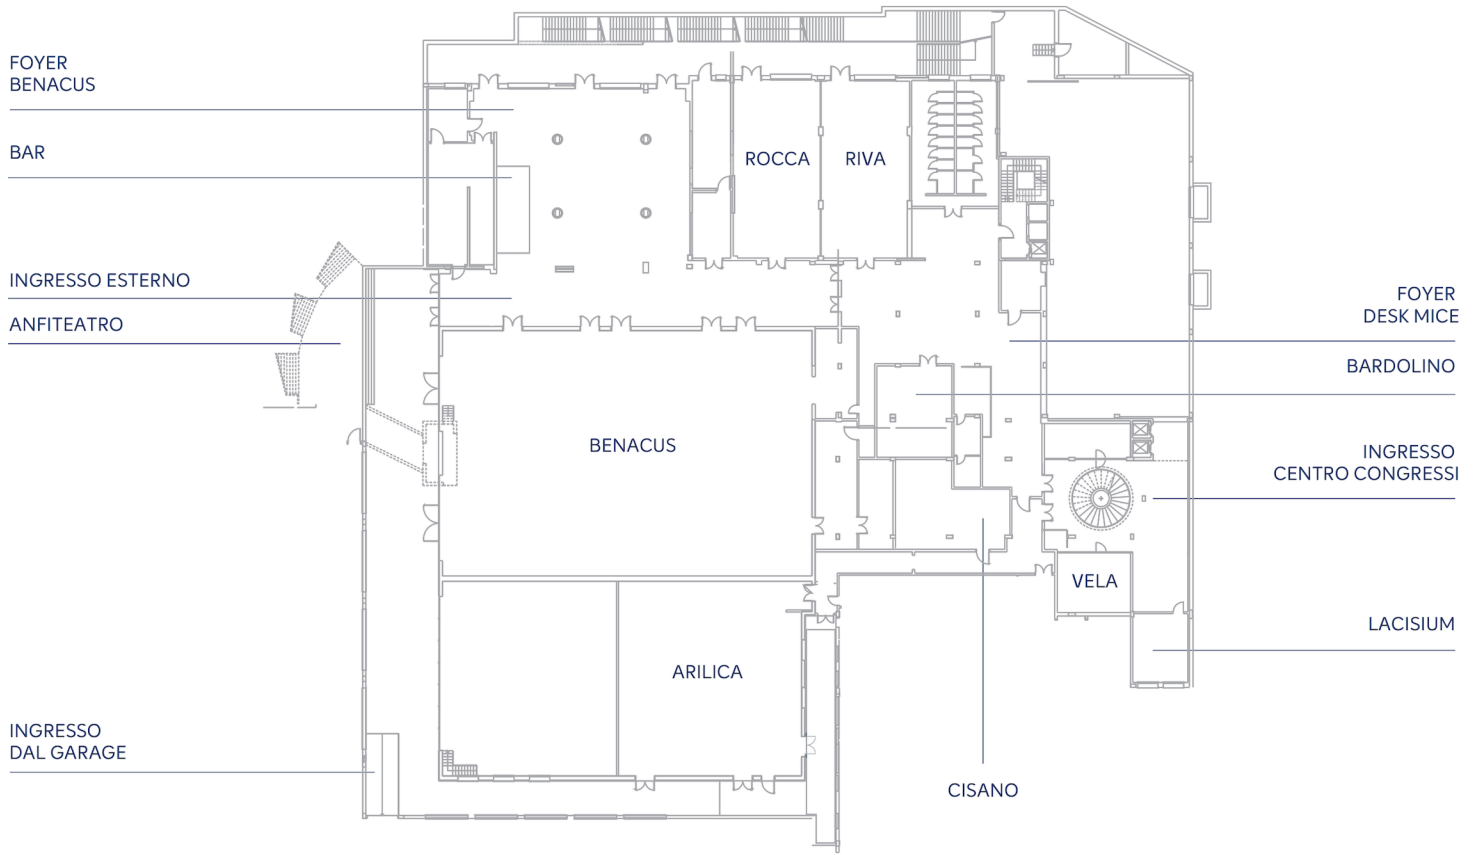 FOYER
BENACUS
BAR
INGRESSO ESTERNO
ANFITEATRO
INGRESSO
DAL GARAGE
ROCCA
RIVA
BENACUS
ARILICA
VELA
CISANO
FOYER
DESK MICE
BARDOLINO
INGRESSO
CENTRO CONGRESSI
LACISIUM